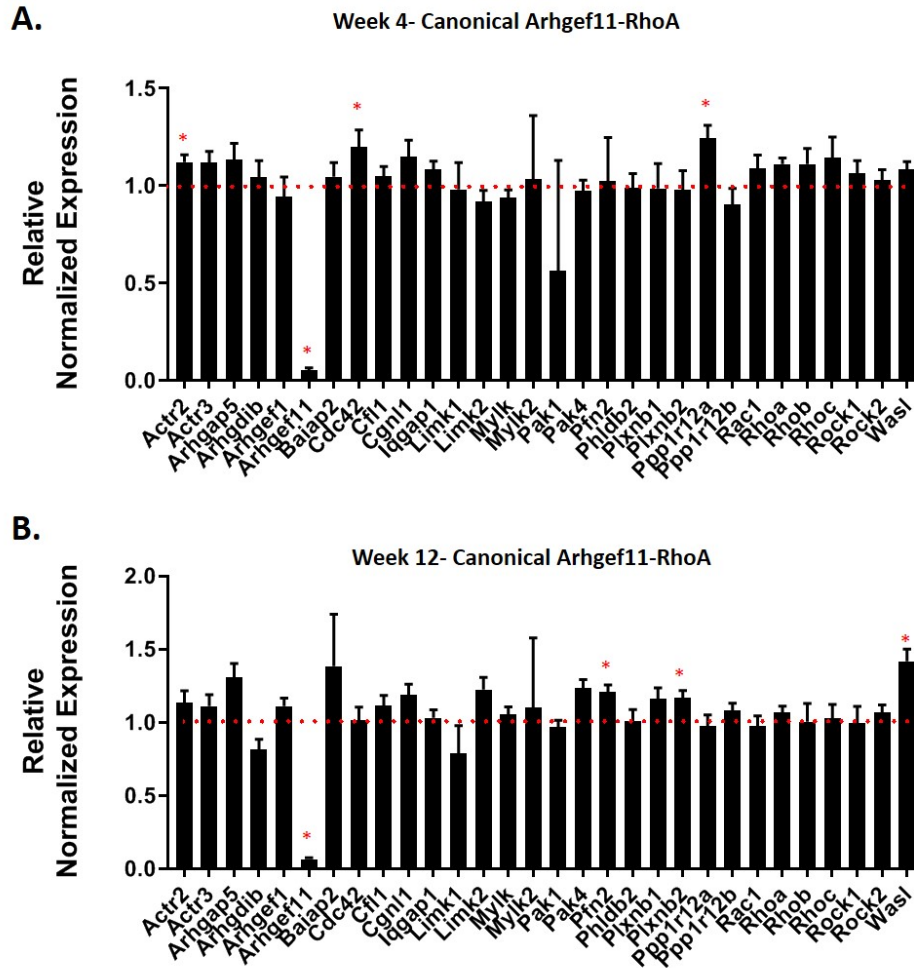 A.
Week 4- Canonical Arhgef11-RhoA
Relative
Normalized Expression
1.5
1.0
0.5
0.0
*
*
*
*
Actr2
Actr3
Arhgap5
Arhgdib
Arhgef1
Arhgef11
Baiap2
Cdc42
Cfl1
Cgnl1
Iqgap1
Limk1
Limk2
Mylk
Mylk2
Pak1
Pak4
Pfn2
Phldb2
Plxnb1
Plxnb2
Ppp1r12a
Ppp1r12b
Rac1
Rhoa
Rhob
Rhoc
Rock1
Rock2
Wasl
B.
Week 12- Canonical Arhgef11-RhoA
Relative
Normalized Expression
2.0
1.5
1.0
0.5
0.0
*
*
*
*
Actr2
Actr3
Arhgap5
Arhgdib
Arhgef1
Arhgef11
Baiap2
Cdc42
Cfl1
Cgnl1
Iqgap1
Limk1
Limk2
Mylk
Mylk2
Pak1
Pak4
Pfn2
Phldb2
Plxnb1
Plxnb2
Ppp1r12a
Ppp1r12b
Rac1
Rhoa
Rhob
Rhoc
Rock1
Rock2
Wasl